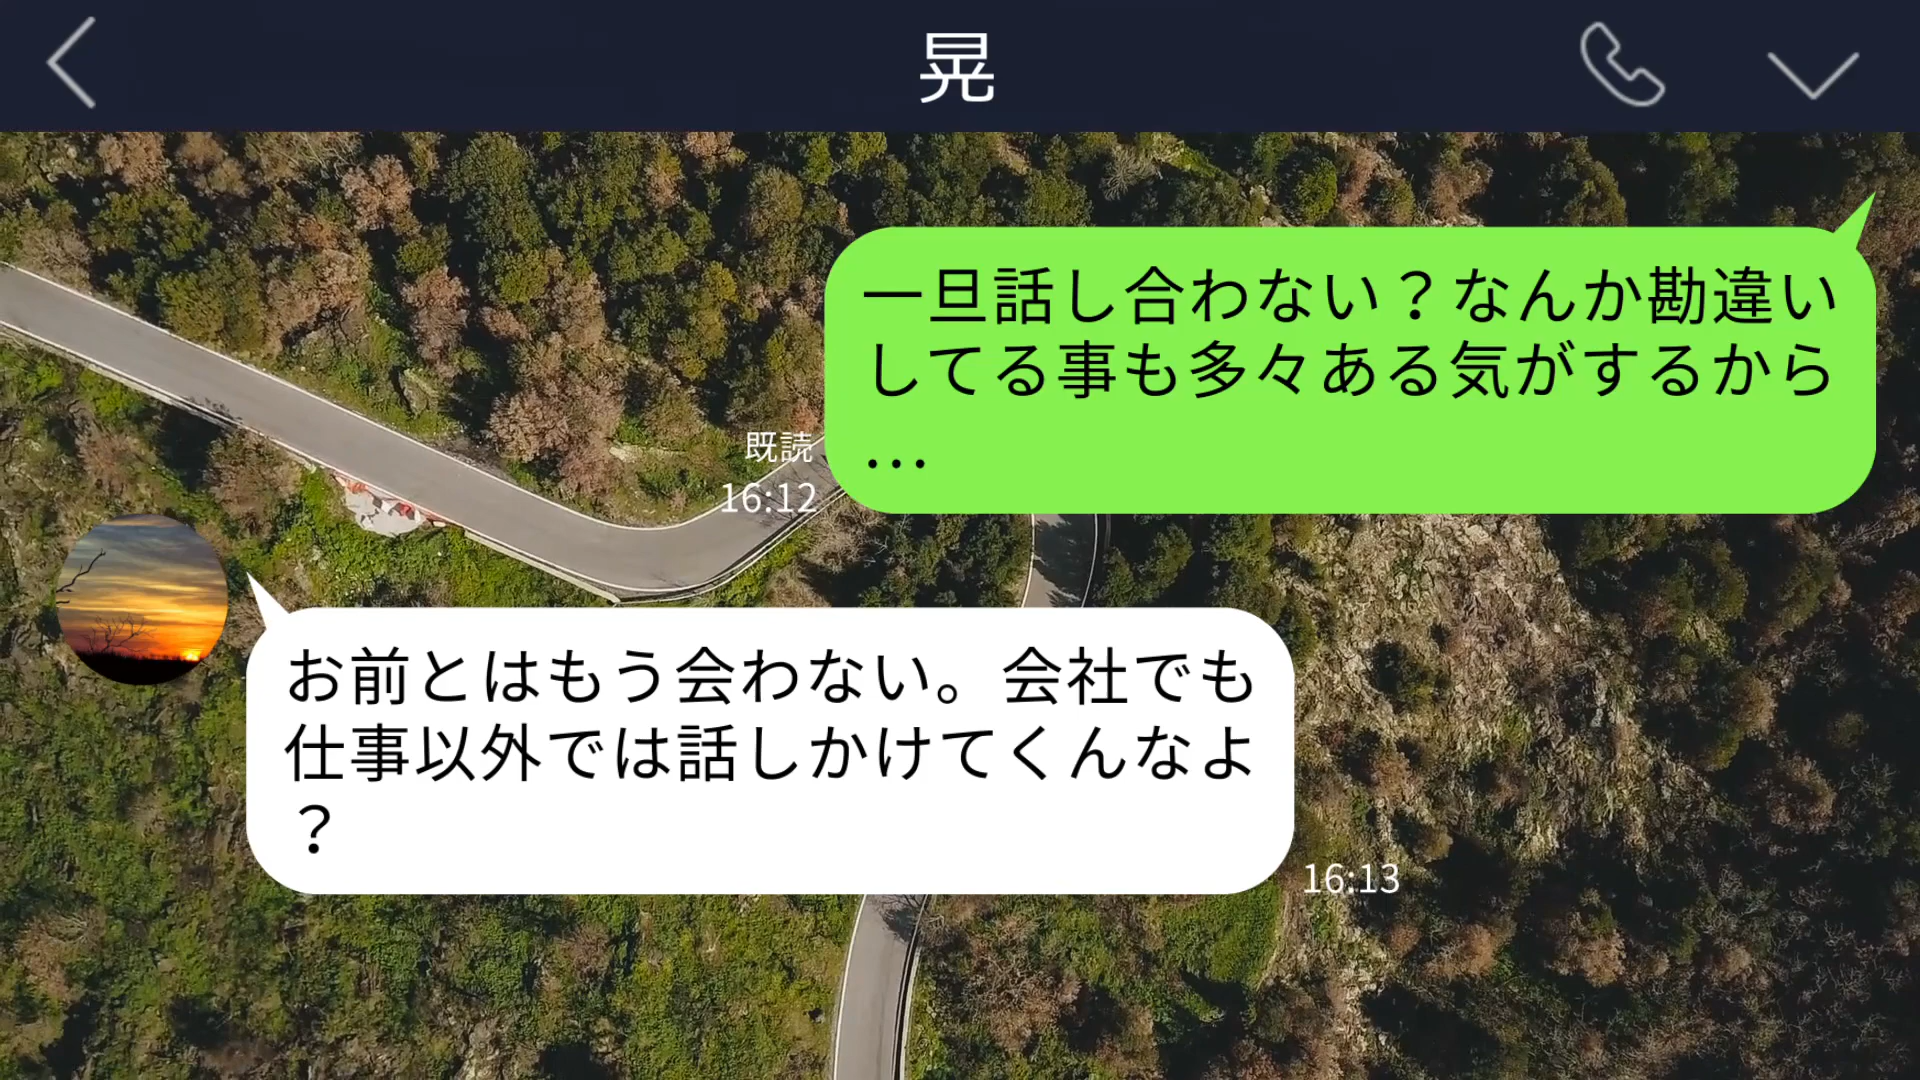 晃
一旦話し合わない？なんか勘違い
してる事も多々ある気がするから
…
既読
16:12
お前とはもう会わない。会社でも
仕事以外では話しかけてくんなよ
？
16:13